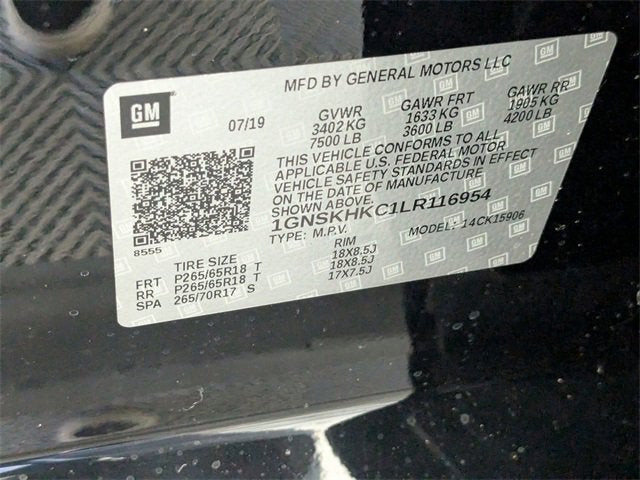 MFD BY GENERAL MOTORS LLC
GM
07/19
GVWR GAWR FRT GAWR RR
3402 KG 1633 KG 1905 KG
7500 LB 3600 LB 4200 LB
THIS VEHICLE CONFORMS TO ALL
APPLICABLE U.S. FEDERAL MOTOR
VEHICLE SAFETY STANDARDS IN EFFECT
ON THE DATE OF MANUFACTURE
SHOWN ABOVE.
1GNSKHKC1LR116954
TYPE: M.P.V. MODEL: 14CK15906
8555
TIRE SIZE RIM
FRT P265/65R18 T 18X8.5J
RR P265/65R18 T 18X8.5J
SPA 265/70R17 S 17X7.5J